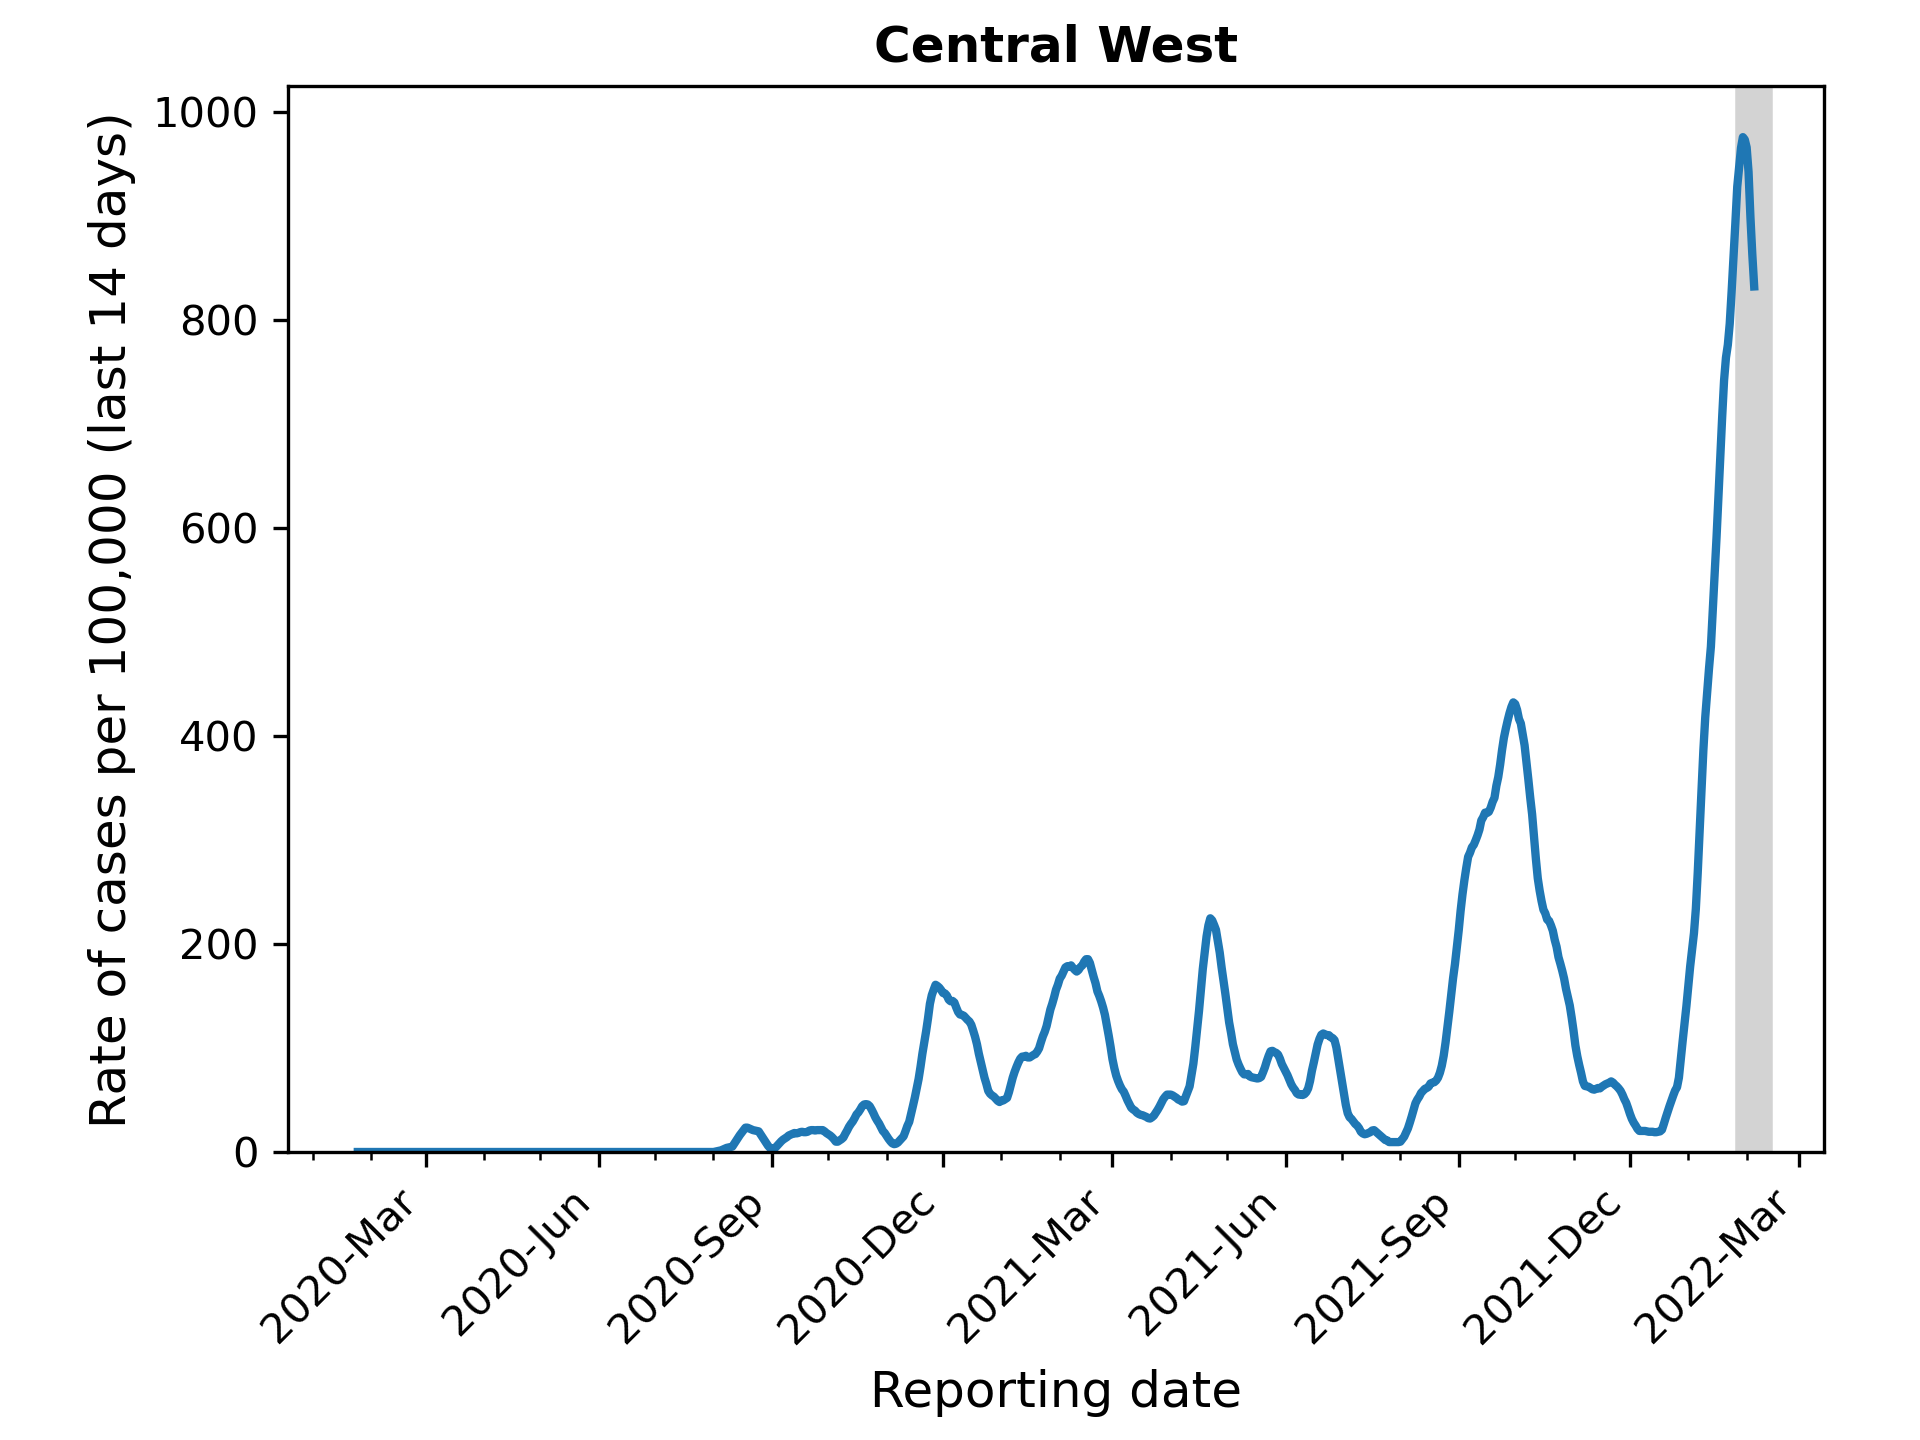 Central West
Rate of cases per 100,000 (last 14 days)
1000
800
600
400
200
0
2020-Mar
2020-Jun
2020-Sep
2020-Dec
2021-Mar
2021-Jun
2021-Sep
2021-Dec
2022-Mar
Reporting date